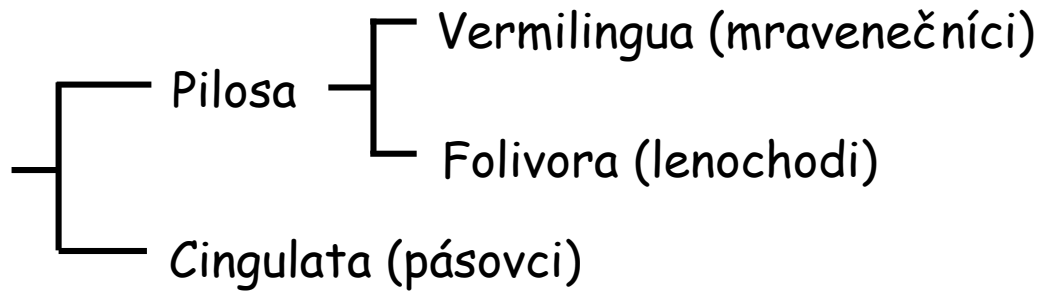 Vermilingua (mravenečníci)
Pilosa
Folivora (lenochodi)
Cingulata (pásovci)